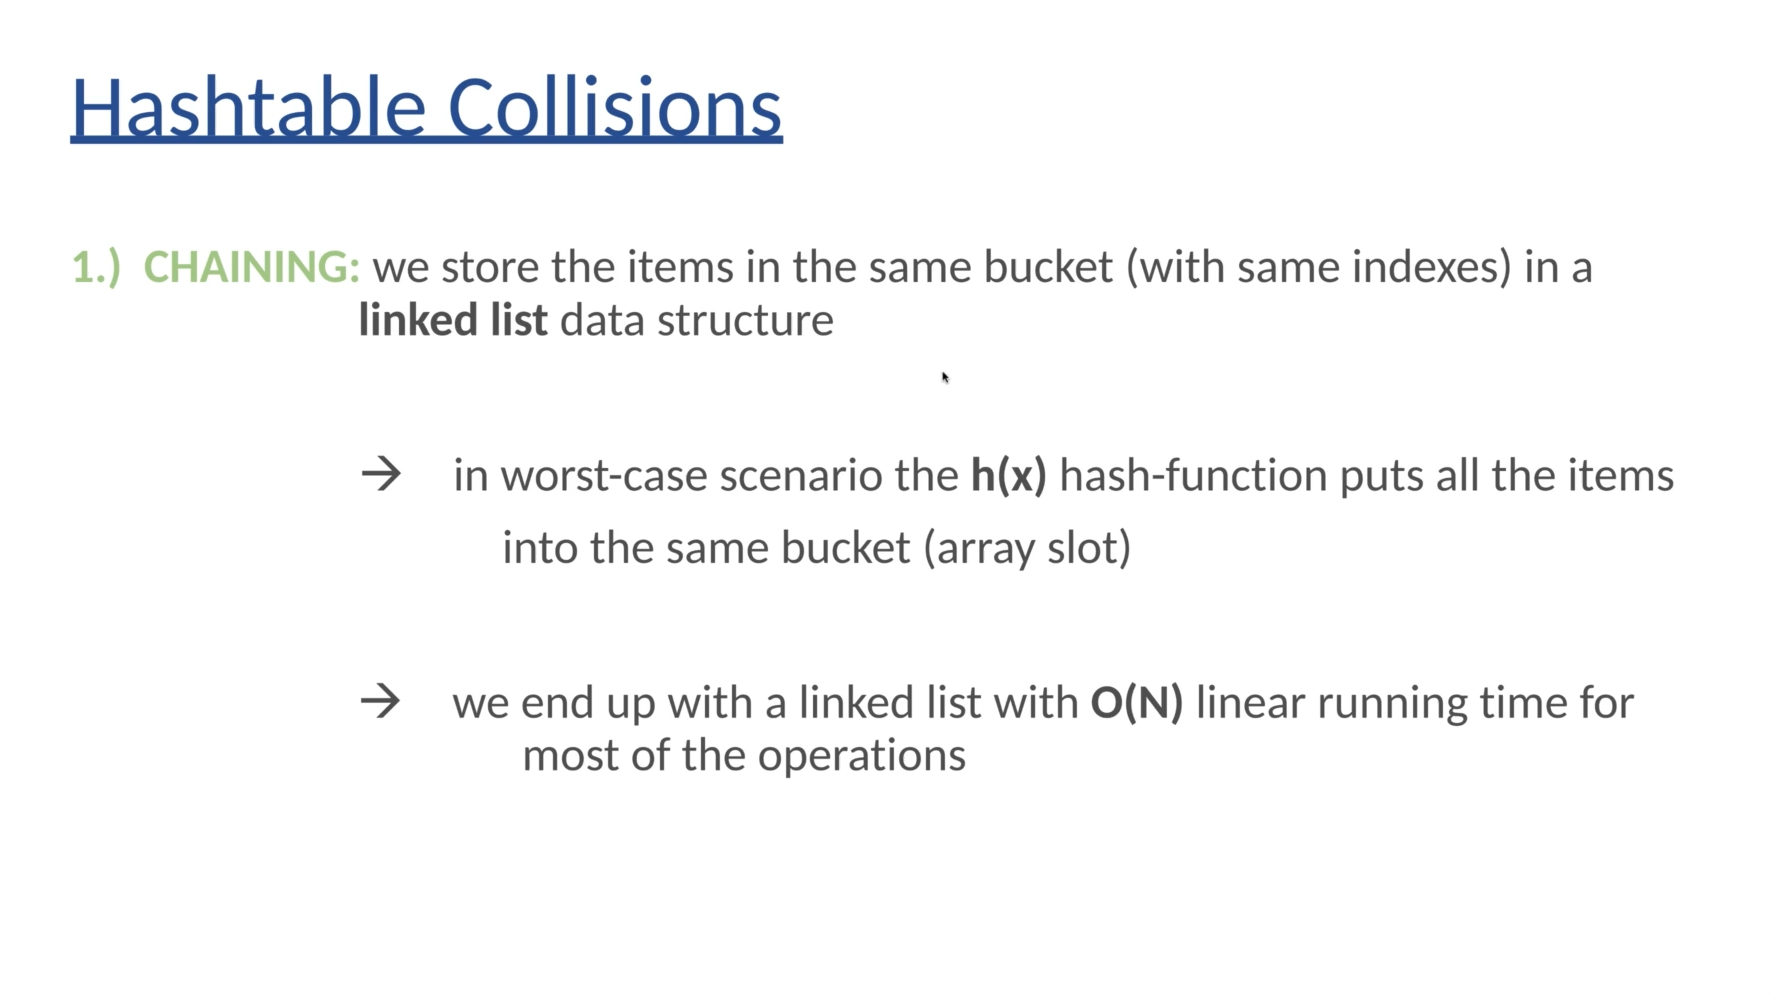 Hashtable Collisions
1.) CHAINING: we store the items in the same bucket (with same indexes) in a
linked list data structure
→ in worst-case scenario the h(x) hash-function puts all the items
into the same bucket (array slot)
→ we end up with a linked list with O(N) linear running time for
most of the operations